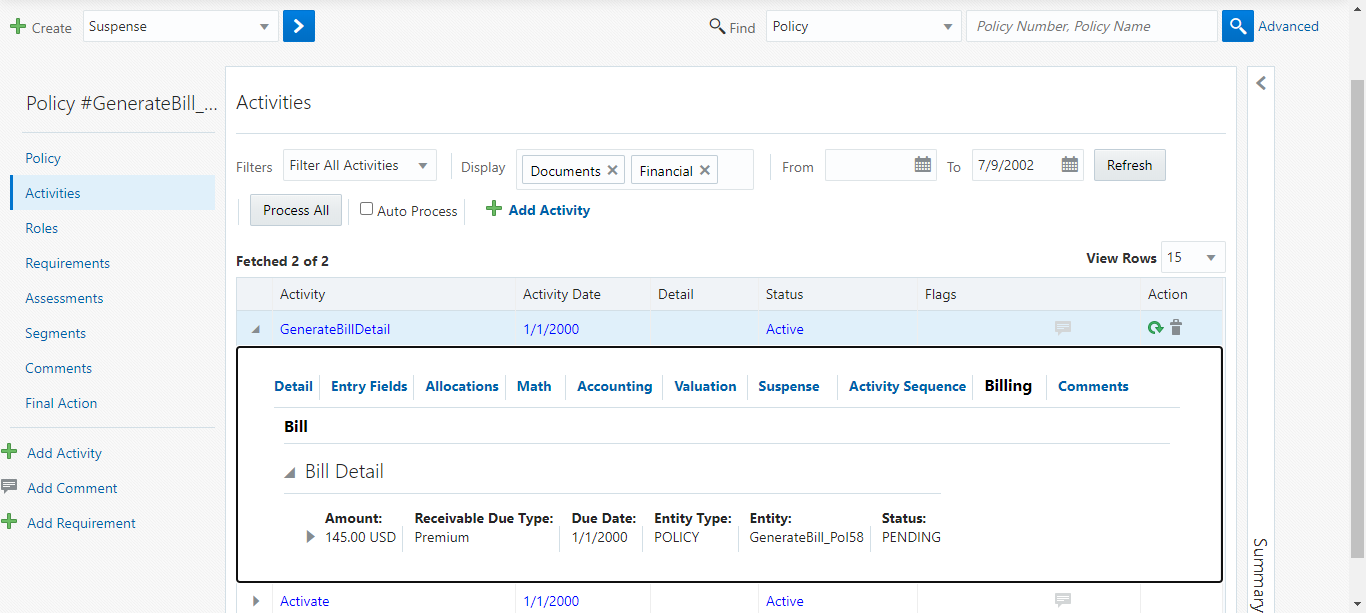 Create Suspense Find Policy Policy Number, Policy Name Advanced
Policy #GenerateBill_...
Policy
Activities
Roles
Requirements
Assessments
Segments
Comments
Final Action
Add Activity
Add Comment
Add Requirement
Activities
Filters Filter All Activities Display Documents Financial From To 7/9/2002 Refresh
Process All Auto Process Add Activity
Fetched 2 of 2 View Rows 15
Activity Activity Date Detail Status Flags Action
GenerateBillDetail 1/1/2000 Active
Detail Entry Fields Allocations Math Accounting Valuation Suspense Activity Sequence Billing Comments
Bill
Bill Detail
Amount: Receivable Due Type: Due Date: Entity Type: Entity: Status:
145.00 USD Premium 1/1/2000 POLICY GenerateBill_Pol58 PENDING
Activate 1/1/2000 Active
Summary